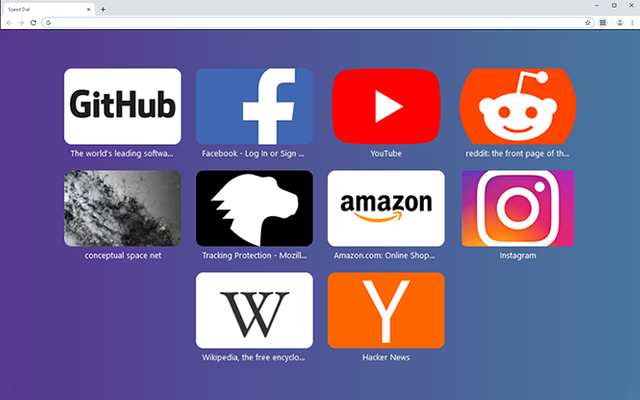 Speed Dial
GitHub
The world's leading softwa...
Facebook - Log In or Sign ...
YouTube
reddit: the front page of th...
conceptual space net
Tracking Protection - Mozill...
amazon
Amazon.com: Online Shop...
Instagram
W
Wikipedia, the free encyclo...
Y
Hacker News